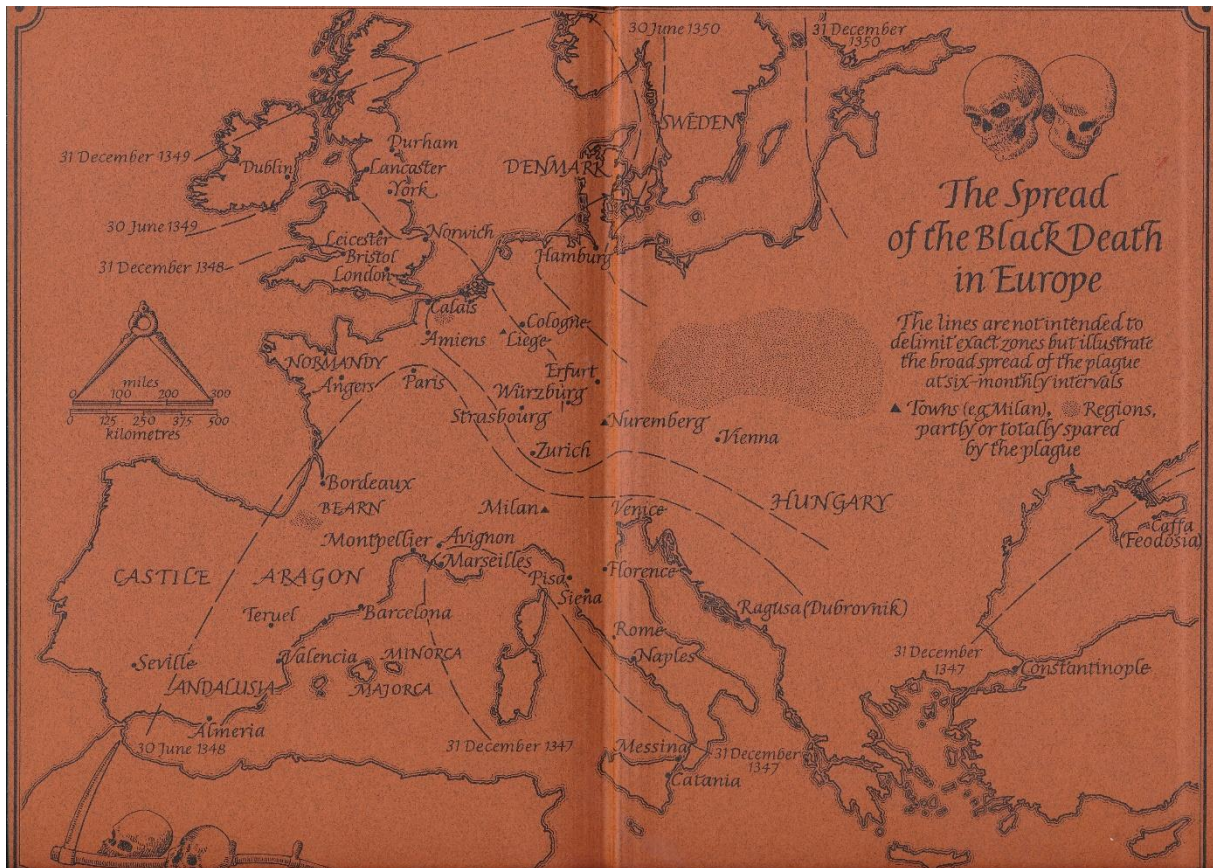 30 June 1350
31 December
1350
SWEDEN
31 December 1349
Durham
DENMARK
Dublin
Lancaster
York
The Spread
of the Black Death
in Europe
30 June 1349
Leicester
Norwich
Bristol
Hamburg
31 December 1348
London
Calais
Cologne
Amiens
Liege
The lines are not intended to
delimit exact zones but illustrate
the broad spread of the plague
at six-monthly intervals
▲ Towns (eg Milan), Regions,
partly or totally spared
by the plague
NORMANDY
Angers
Paris
Erfurt
Würzburg
miles
0 100 200 300
0 125 250 375 500
kilometres
Strasbourg
Nuremberg
Vienna
Zurich
Bordeaux
BEARN
Milan
Venice
HUNGARY
Caffa
(Feodosia)
Montpellier
Avignon
Marseilles
CASTILE
ARAGON
Pisa
Florence
Siena
Teruel
Barcelona
Ragusa (Dubrovnik)
Rome
Seville
Valencia
MINORCA
Naples
31 December
1347
Constantinople
ANDALUSIA
MAJORCA
Almeria
30 June 1348
31 December 1347
Messina
31 December
1347
Catania